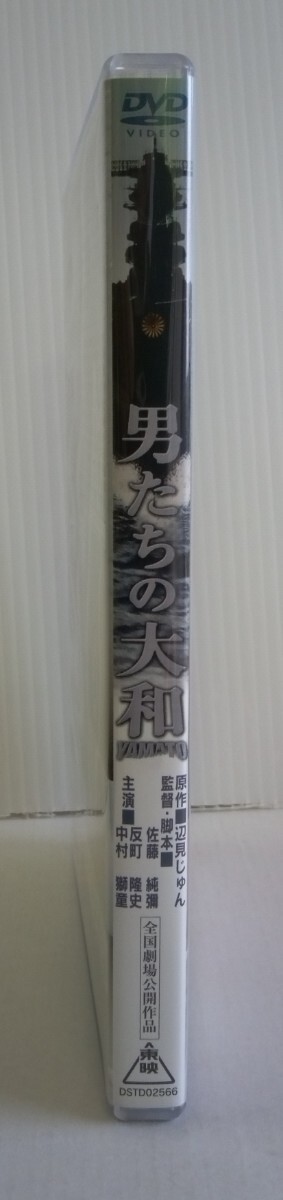 DVD
VIDEO
男たちの大和
YAMATO
原作■辺見じゅん
監督・脚本■
佐藤 純彌
主演■
反町 隆史
中村 獅童
全国劇場公開作品
東映
DSTD02566